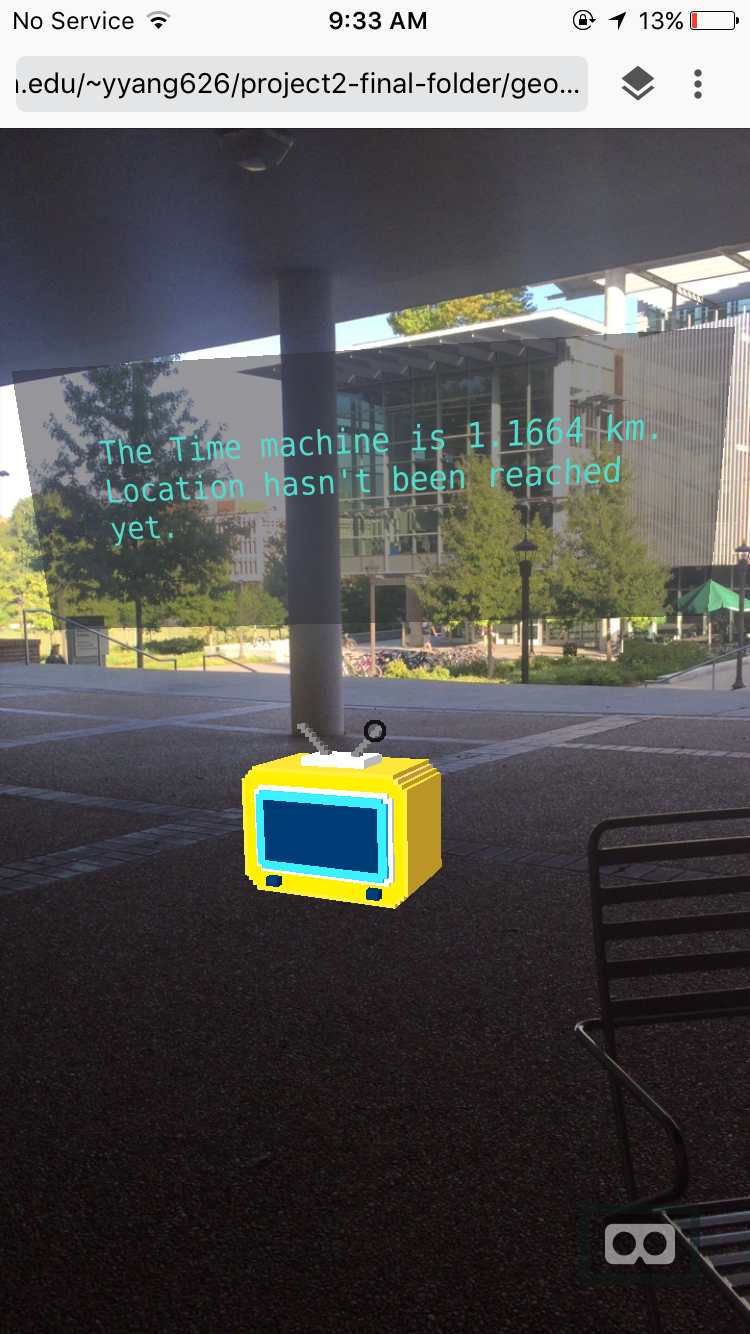 No Service
9:33 AM
13%
.edu/~yyang626/project2-final-folder/geo...
The Time machine is 1.1664 km.
Location hasn't been reached
yet.